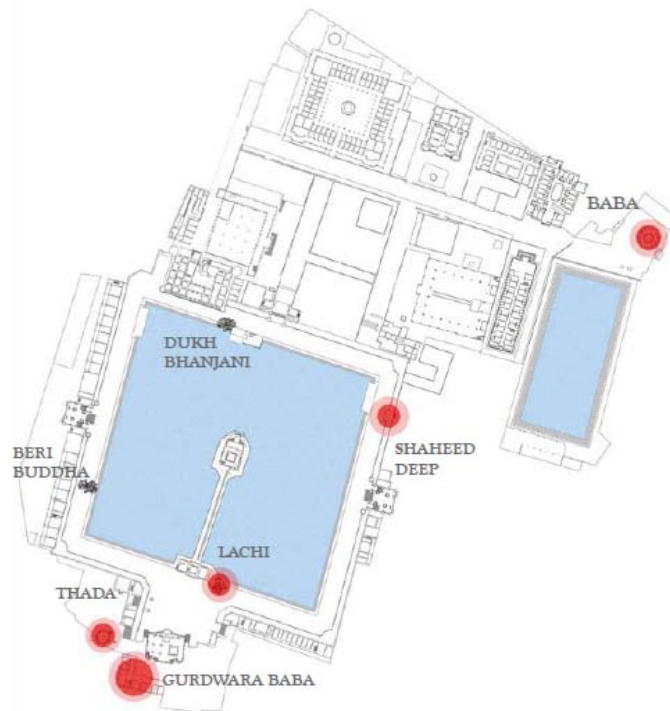 BABA
DUKH
BHANJANI
SHAHEED
DEEP
BERI
BUDDHA
LACHI
THADA
GURDWARA BABA